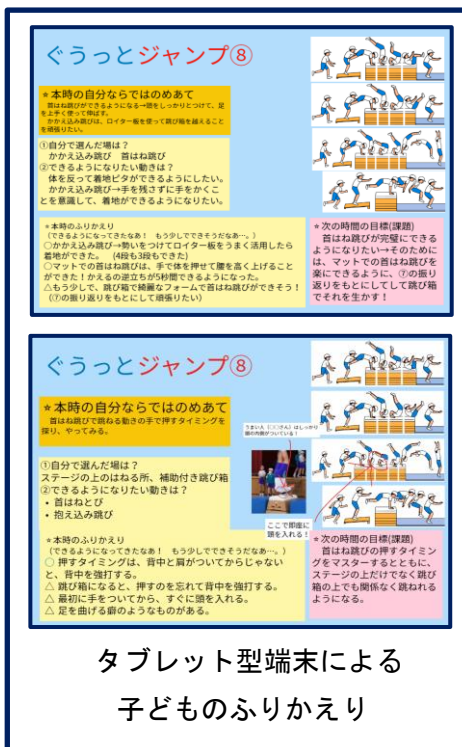 ぐうっとジャンプ⑧
★本時の自分ならではのめあて
首はね跳びができるようになる→頭をしっかりとつけて、足
を上手く使って伸ばす。
かかえ込み跳びは、ロイター板を使って跳び箱を越えること
を頑張りたい。
①自分で選んだ場は？
かかえ込み跳び　首はね跳び
②できるようになりたい動きは？
体を反って着地ピタができるようにしたい。
かかえ込み跳び→手を残さずに手をかくこ
とを意識して、着地ができるようになりたい。
★本時のふりかえり
（できるようになってきたなあ！　もう少しでできそうだなあ…。）
〇かかえ込み跳び→勢いをつけてロイター板をうまく活用したら
着地ができた。　(4段も3段もできた)
〇マットでの首はね跳びは、手で体を押せて腰を高く上げること
ができた！かえるの逆立ちが5秒間できるようになった。
△もう少しで、跳び箱で綺麗なフォームで首はね跳びができそう！
（⑦の振り返りをもとにして頑張りたい）
★次の時間の目標(課題)
首はね跳びが完璧にできる
ようになりたい→そのために
は、マットでの首はね跳びを
楽にできるように、⑦の振り
返りをもとにしてして跳び箱
でそれを生かす！
ぐうっとジャンプ⑧
★本時の自分ならではのめあて
首はね跳びで跳ねる動きの手で押すタイミングを
探り、やってみる。
①自分で選んだ場は？
ステージの上のはねる所、補助付き跳び箱
②できるようになりたい動きは？
・首はねとび
・抱え込み跳び
うまい人（〇〇さん）はしっかり
ここで即座に
頭を入れる！
★本時のふりかえり
（できるようになってきたなあ！　もう少しでできそうだなあ…。）
〇 押すタイミングは、背中と肩がついてからじゃない
と、背中を強打する。
△ 跳び箱になると、押すのを忘れて背中を強打する。
△ 最初に手をついてから、すぐに頭を入れる。
△ 足を曲げる癖のようなものがある。
★次の時間の目標(課題)
首はね跳びの押すタイミン
グをマスターするとともに、
ステージの上だけでなく跳び
箱の上でも関係なく跳ねれる
ようになる。
タブレット型端末による
子どものふりかえり